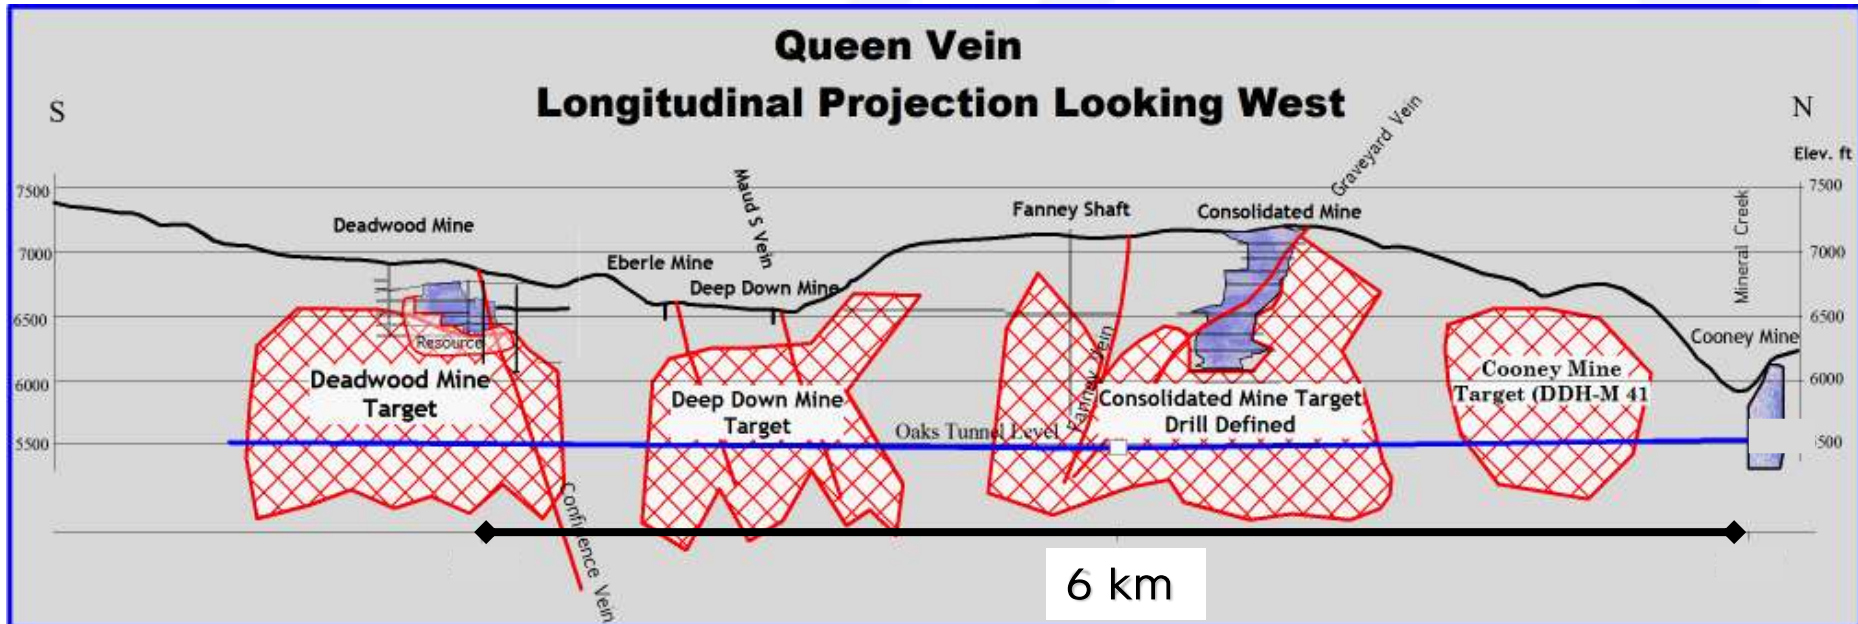 Queen Vein
Longitudinal Projection Looking West
S
N
Elev. ft
7500
7000
6500
6000
5500
7500
7000
6500
6000
500
Deadwood Mine
Eberle Mine
Maud S Vein
Deep Down Mine
Fanney Shaft
Consolidated Mine
Graveyard Vein
Mineral Creek
Cooney Mine
Resource
Deadwood Mine
Target
Deep Down Mine
Target
Oaks Tunnel Level
Fanney Vein
Consolidated Mine Target
Drill Defined
Cooney Mine
Target (DDH-M 41
Confidence Vein
6 km